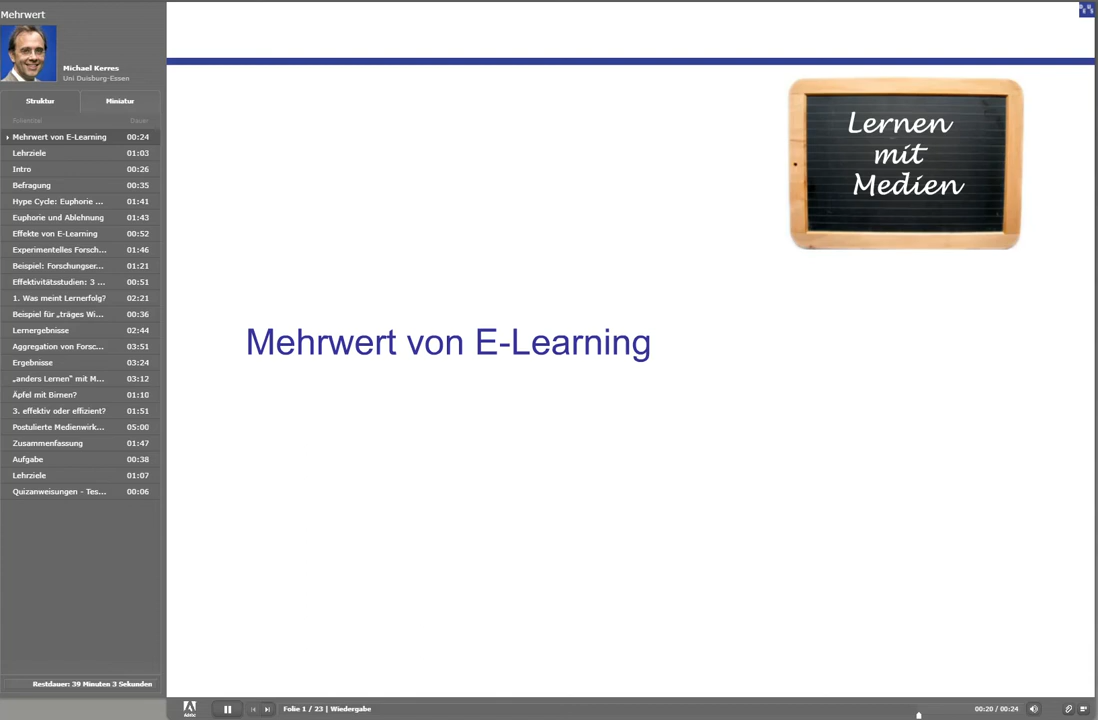 Mehrwert
Michael Kerres
Uni Duisburg-Essen
Struktur Miniatur
Folientitel Dauer
Mehrwert von E-Learning 00:24
Lehrziele 01:03
Intro 00:26
Befragung 00:35
Hype Cycle: Euphorie ... 01:41
Euphorie und Ablehnung 01:43
Effekte von E-Learning 00:52
Experimentelles Forsch... 01:46
Beispiel: Forschungser... 01:21
Effektivitätsstudien: 3 ... 00:51
1. Was meint Lernerfolg? 02:21
Beispiel für „träges Wi... 00:36
Lernergebnisse 02:44
Aggregation von Forsc... 03:51
Ergebnisse 03:24
„anders Lernen" mit M... 03:12
Äpfel mit Birnen? 01:10
3. effektiv oder effizient? 01:51
Postulierte Medienwirk... 05:00
Zusammenfassung 01:47
Aufgabe 00:38
Lehrziele 01:07
Quizanweisungen - Tes... 00:06
Restdauer: 39 Minuten 3 Sekunden
Lernen
mit
Medien
Mehrwert von E-Learning
Folie 1 / 23 | Wiedergabe
00:20 / 00:24